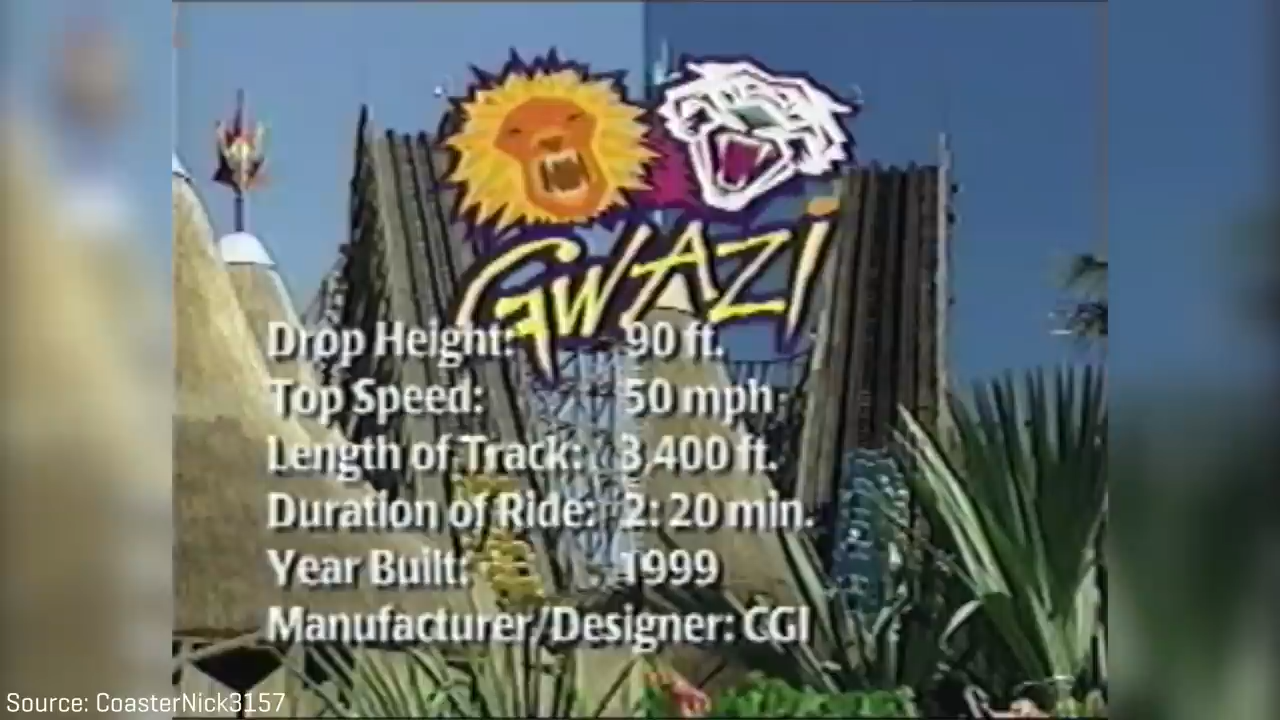 GWAZI
Drop Height: 90 ft.
Top Speed: 50 mph
Length of Track: 3,400 ft.
Duration of Ride: 2:20 min.
Year Built: 1999
Manufacturer/Designer: CGI
Source: CoasterNick3157